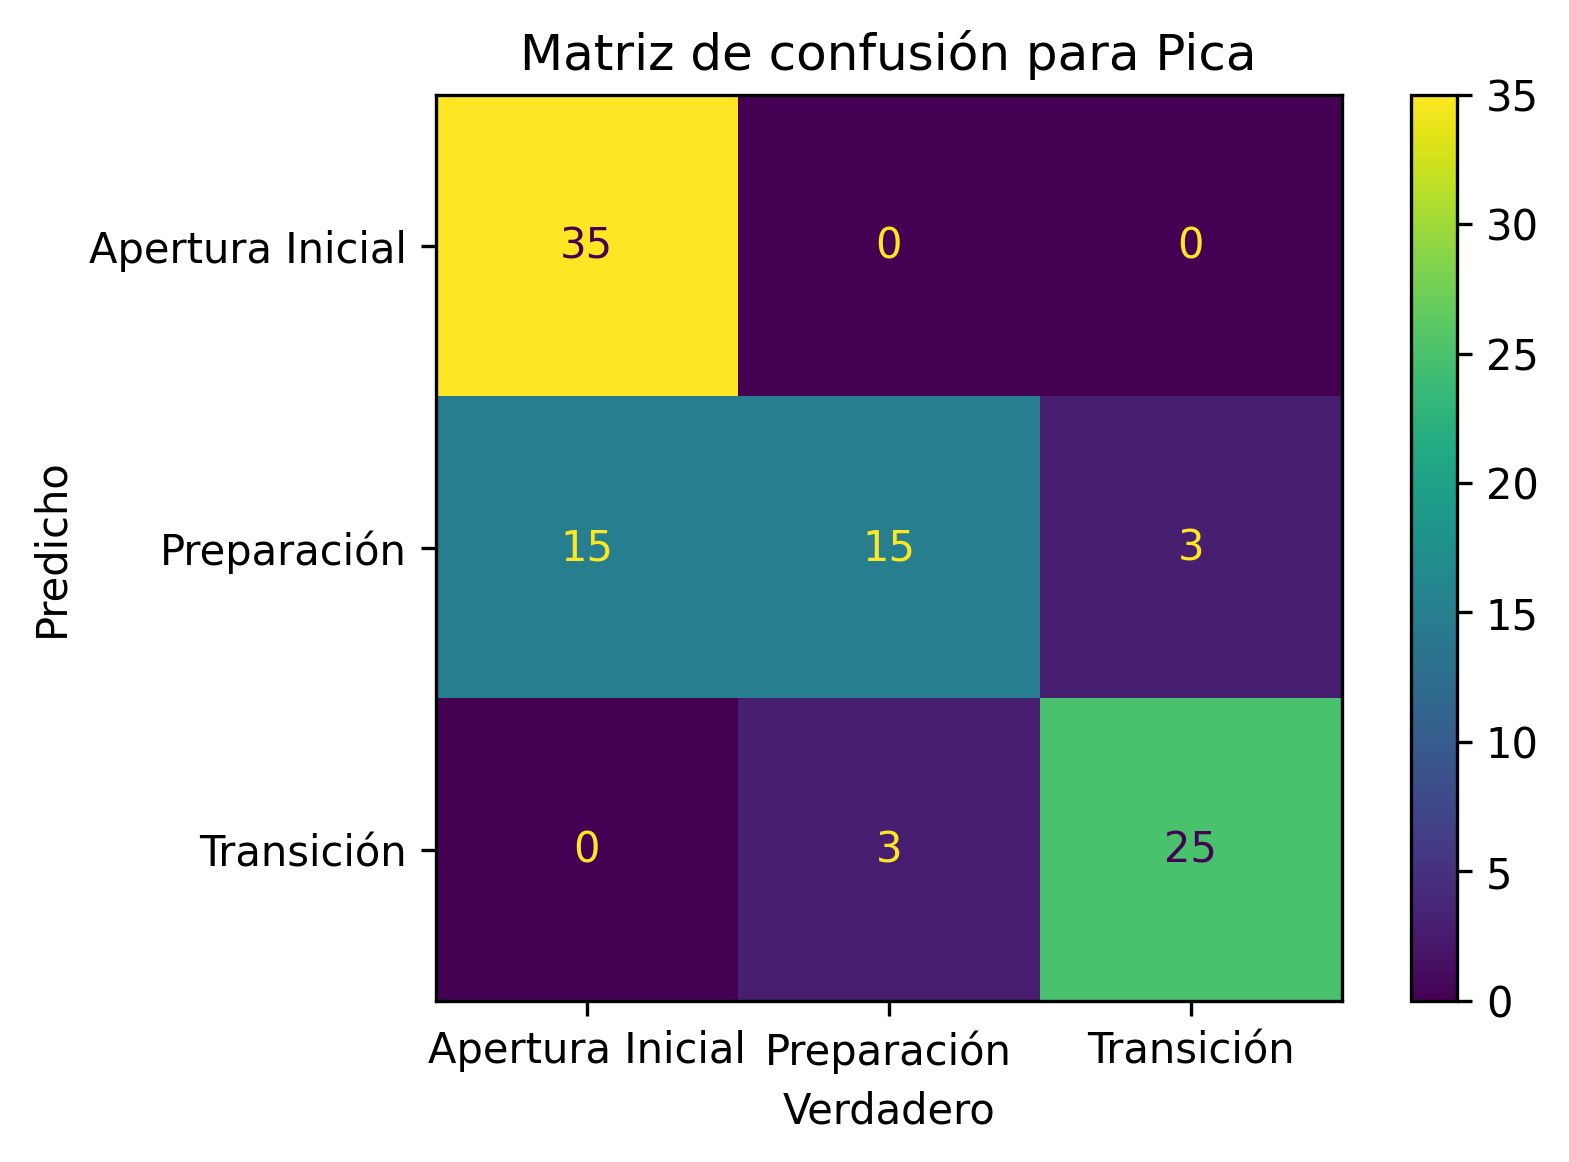 Matriz de confusión para Pica
Predicho
Apertura Inicial
35
0
0
Preparación
15
15
3
Transición
0
3
25
Apertura Inicial
Preparación
Transición
Verdadero
35
30
25
20
15
10
5
0